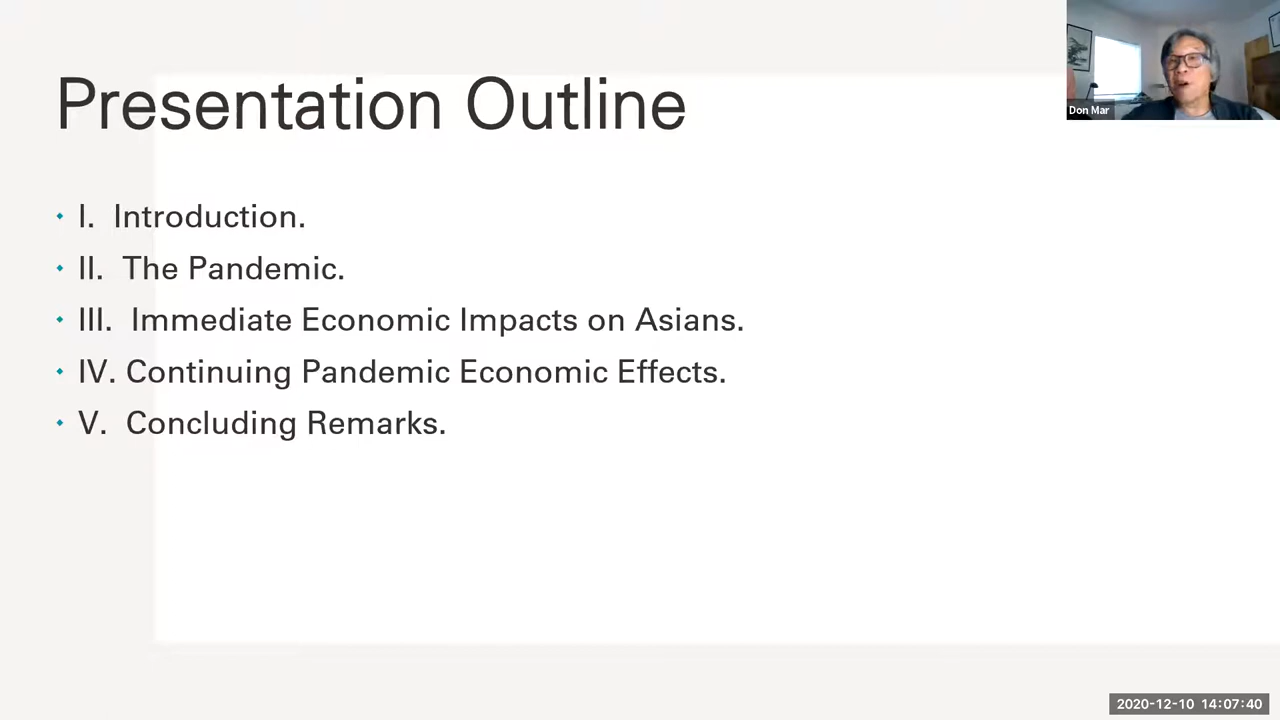 Presentation Outline
I. Introduction.
II. The Pandemic.
III. Immediate Economic Impacts on Asians.
IV. Continuing Pandemic Economic Effects.
V. Concluding Remarks.
Don Mar
2020-12-10 14:07:40